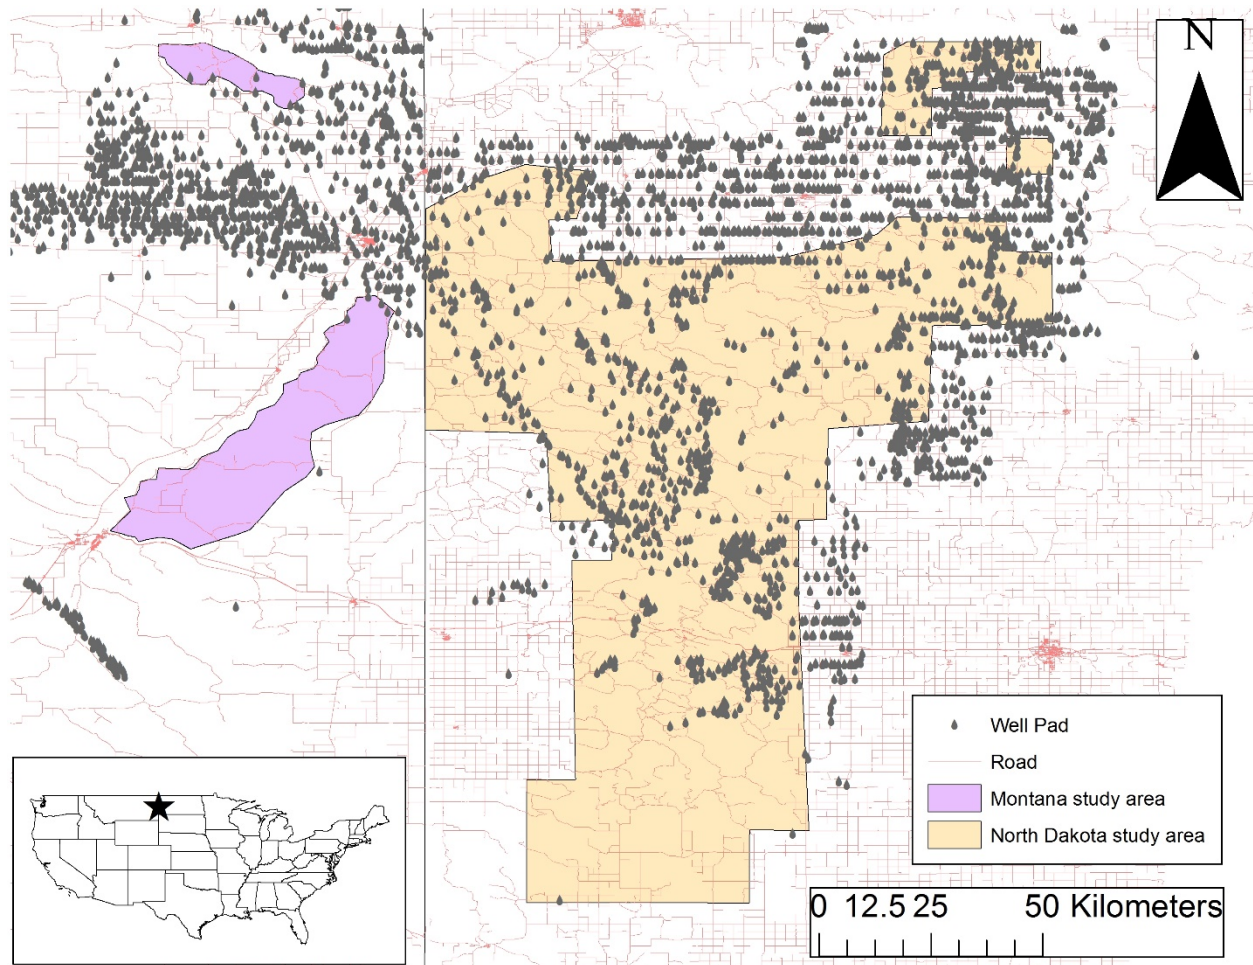 N
Well Pad
Road
Montana study area
North Dakota study area
0 12.5 25 50 Kilometers